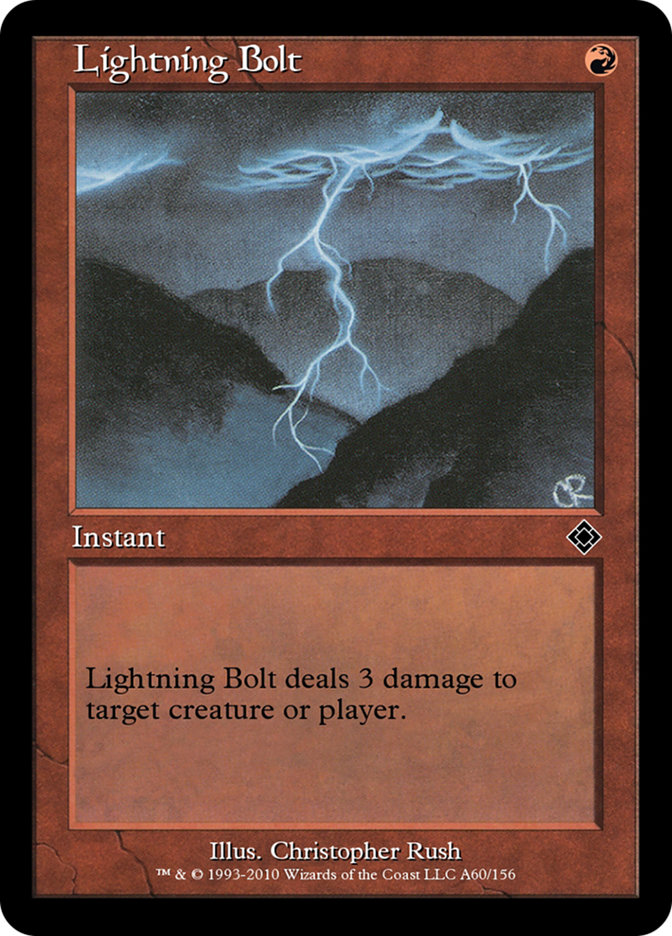 Lightning Bolt
CR
Instant
Lightning Bolt deals 3 damage to
target creature or player.
Illus. Christopher Rush
™ & © 1993-2010 Wizards of the Coast LLC A60/156